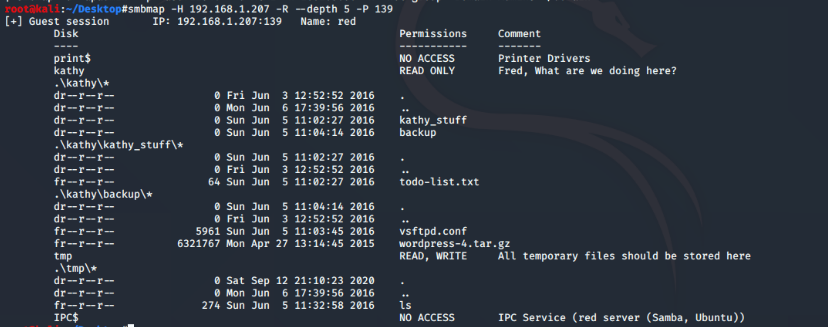 root@kali:~/Desktop#smbmap -H 192.168.1.207 -R --depth 5 -P 139
[+] Guest session IP: 192.168.1.207:139 Name: red
Disk Permissions Comment
---- ----------- -------
print$ NO ACCESS Printer Drivers
kathy READ ONLY Fred, What are we doing here?
.\kathy\*
dr--r--r-- 0 Fri Jun 3 12:52:52 2016 .
dr--r--r-- 0 Mon Jun 6 17:39:56 2016 ..
dr--r--r-- 0 Sun Jun 5 11:02:27 2016 kathy_stuff
dr--r--r-- 0 Sun Jun 5 11:04:14 2016 backup
.\kathy\kathy_stuff\*
dr--r--r-- 0 Sun Jun 5 11:02:27 2016 .
dr--r--r-- 0 Fri Jun 3 12:52:52 2016 ..
fr--r--r-- 64 Sun Jun 5 11:02:27 2016 todo-list.txt
.\kathy\backup\*
dr--r--r-- 0 Sun Jun 5 11:04:14 2016 .
dr--r--r-- 0 Fri Jun 3 12:52:52 2016 ..
fr--r--r-- 5961 Sun Jun 5 11:03:45 2016 vsftpd.conf
fr--r--r-- 6321767 Mon Apr 27 13:14:45 2015 wordpress-4.tar.gz
tmp READ, WRITE All temporary files should be stored here
.\tmp\*
dr--r--r-- 0 Sat Sep 12 21:10:23 2020 .
dr--r--r-- 0 Mon Jun 6 17:39:56 2016 ..
fr--r--r-- 274 Sun Jun 5 11:32:58 2016 ls
IPC$ NO ACCESS IPC Service (red server (Samba, Ubuntu))